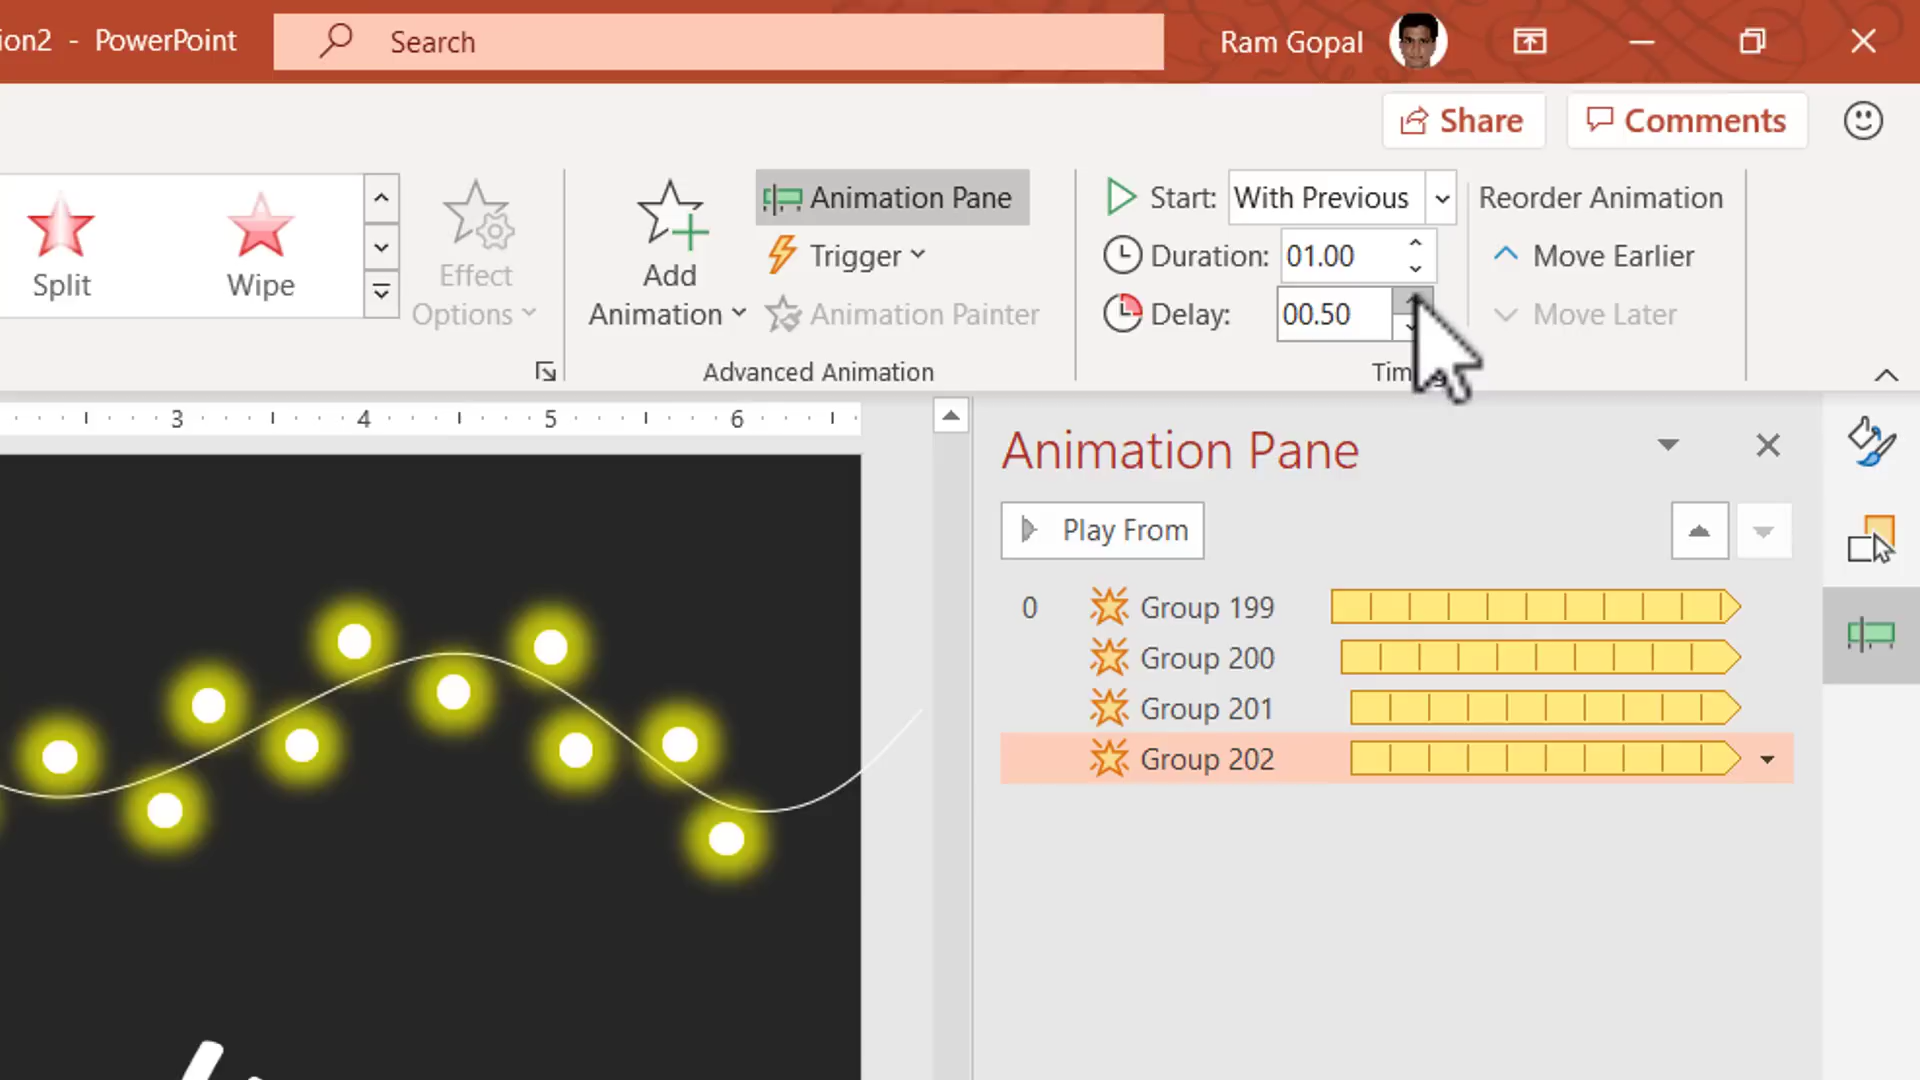 ion2 - PowerPoint
Search
Ram Gopal
Share
Comments
Split
Wipe
Effect
Options
Add
Animation
Animation Pane
Trigger
Animation Painter
Advanced Animation
Start: With Previous
Duration: 01.00
Delay: 00.50
Reorder Animation
Move Earlier
Move Later
3 4 5 6
Animation Pane
Play From
0 Group 199
Group 200
Group 201
Group 202